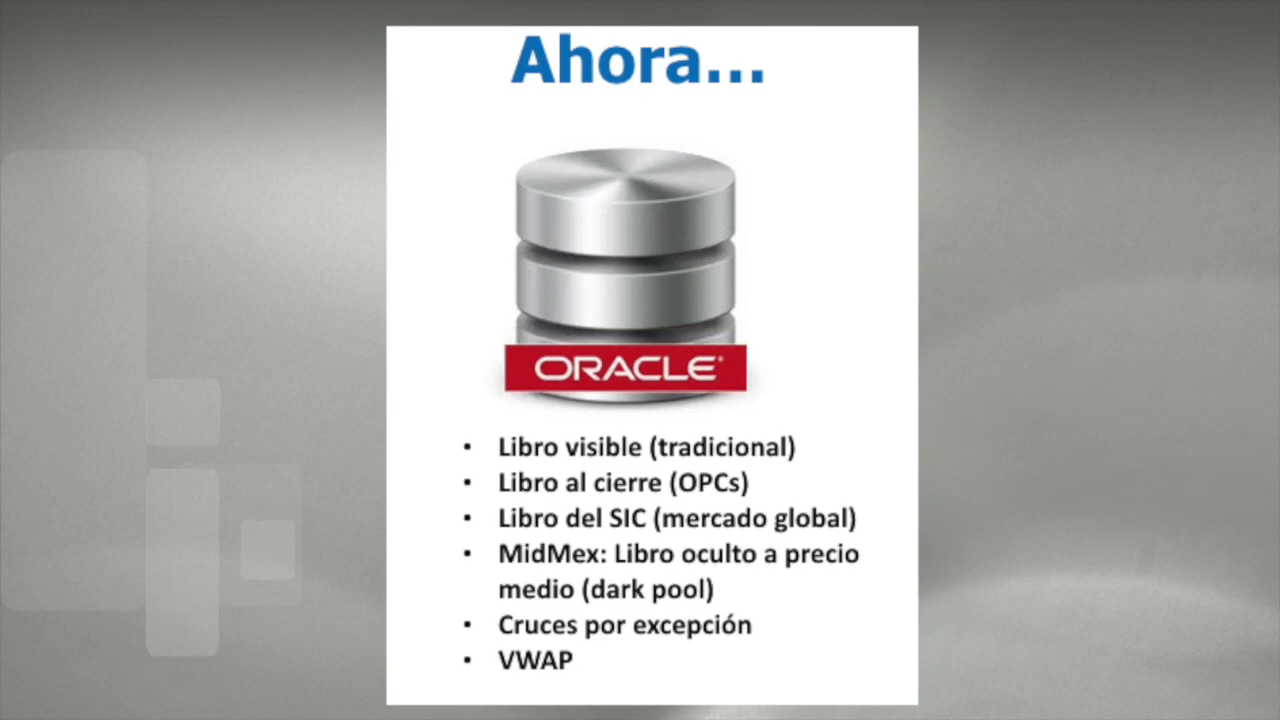 Ahora...
ORACLE®
• Libro visible (tradicional)
• Libro al cierre (OPCs)
• Libro del SIC (mercado global)
• MidMex: Libro oculto a precio
medio (dark pool)
• Cruces por excepción
• VWAP